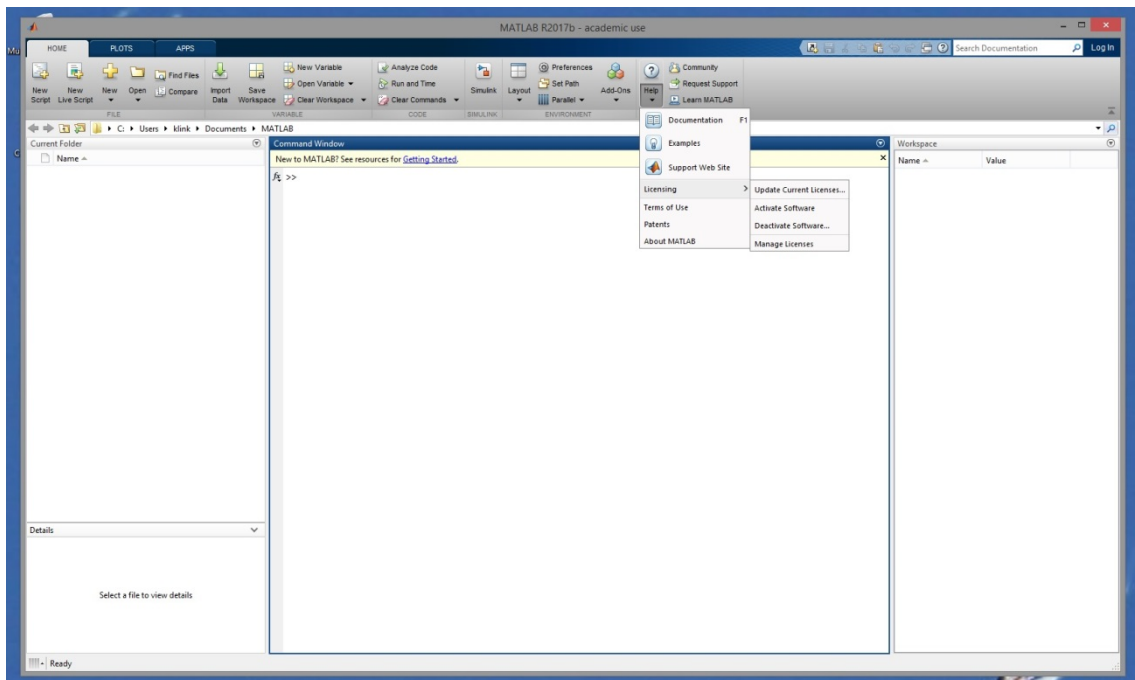 MATLAB R2017b - academic use
HOME PLOTS APPS
Search Documentation Log In
New Script
New Live Script
New
Open
Find Files
Compare
Import Data
Save Workspace
New Variable
Open Variable
Clear Workspace
Analyze Code
Run and Time
Clear Commands
Simulink
Layout
Preferences
Set Path
Parallel
Add-Ons
Help
Community
Request Support
Learn MATLAB
FILE VARIABLE CODE SIMULINK ENVIRONMENT
C: Users klink Documents MATLAB
Current Folder
Name
Command Window
New to MATLAB? See resources for Getting Started.
fx >>
Documentation F1
Examples
Support Web Site
Licensing
Terms of Use
Patents
About MATLAB
Update Current Licenses...
Activate Software
Deactivate Software...
Manage Licenses
Workspace
Name Value
Details
Select a file to view details
Ready